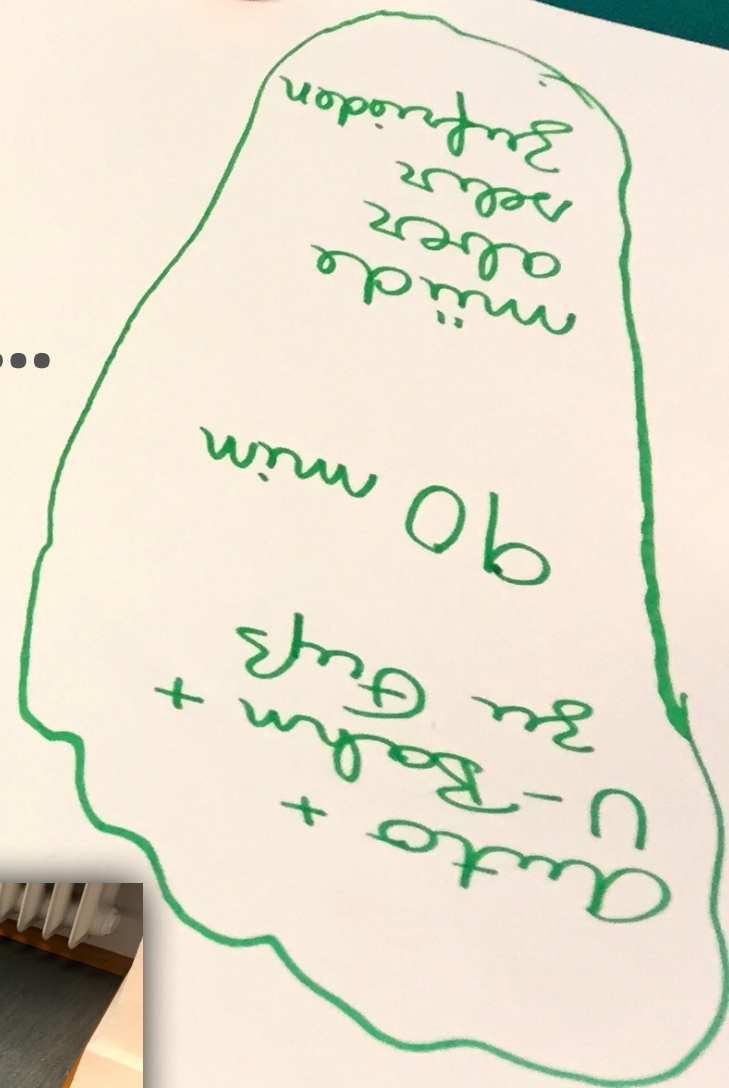 Auto +
U-Bahn +
zu Fuß
90 min
müde
aber
sehr
zufrieden
...